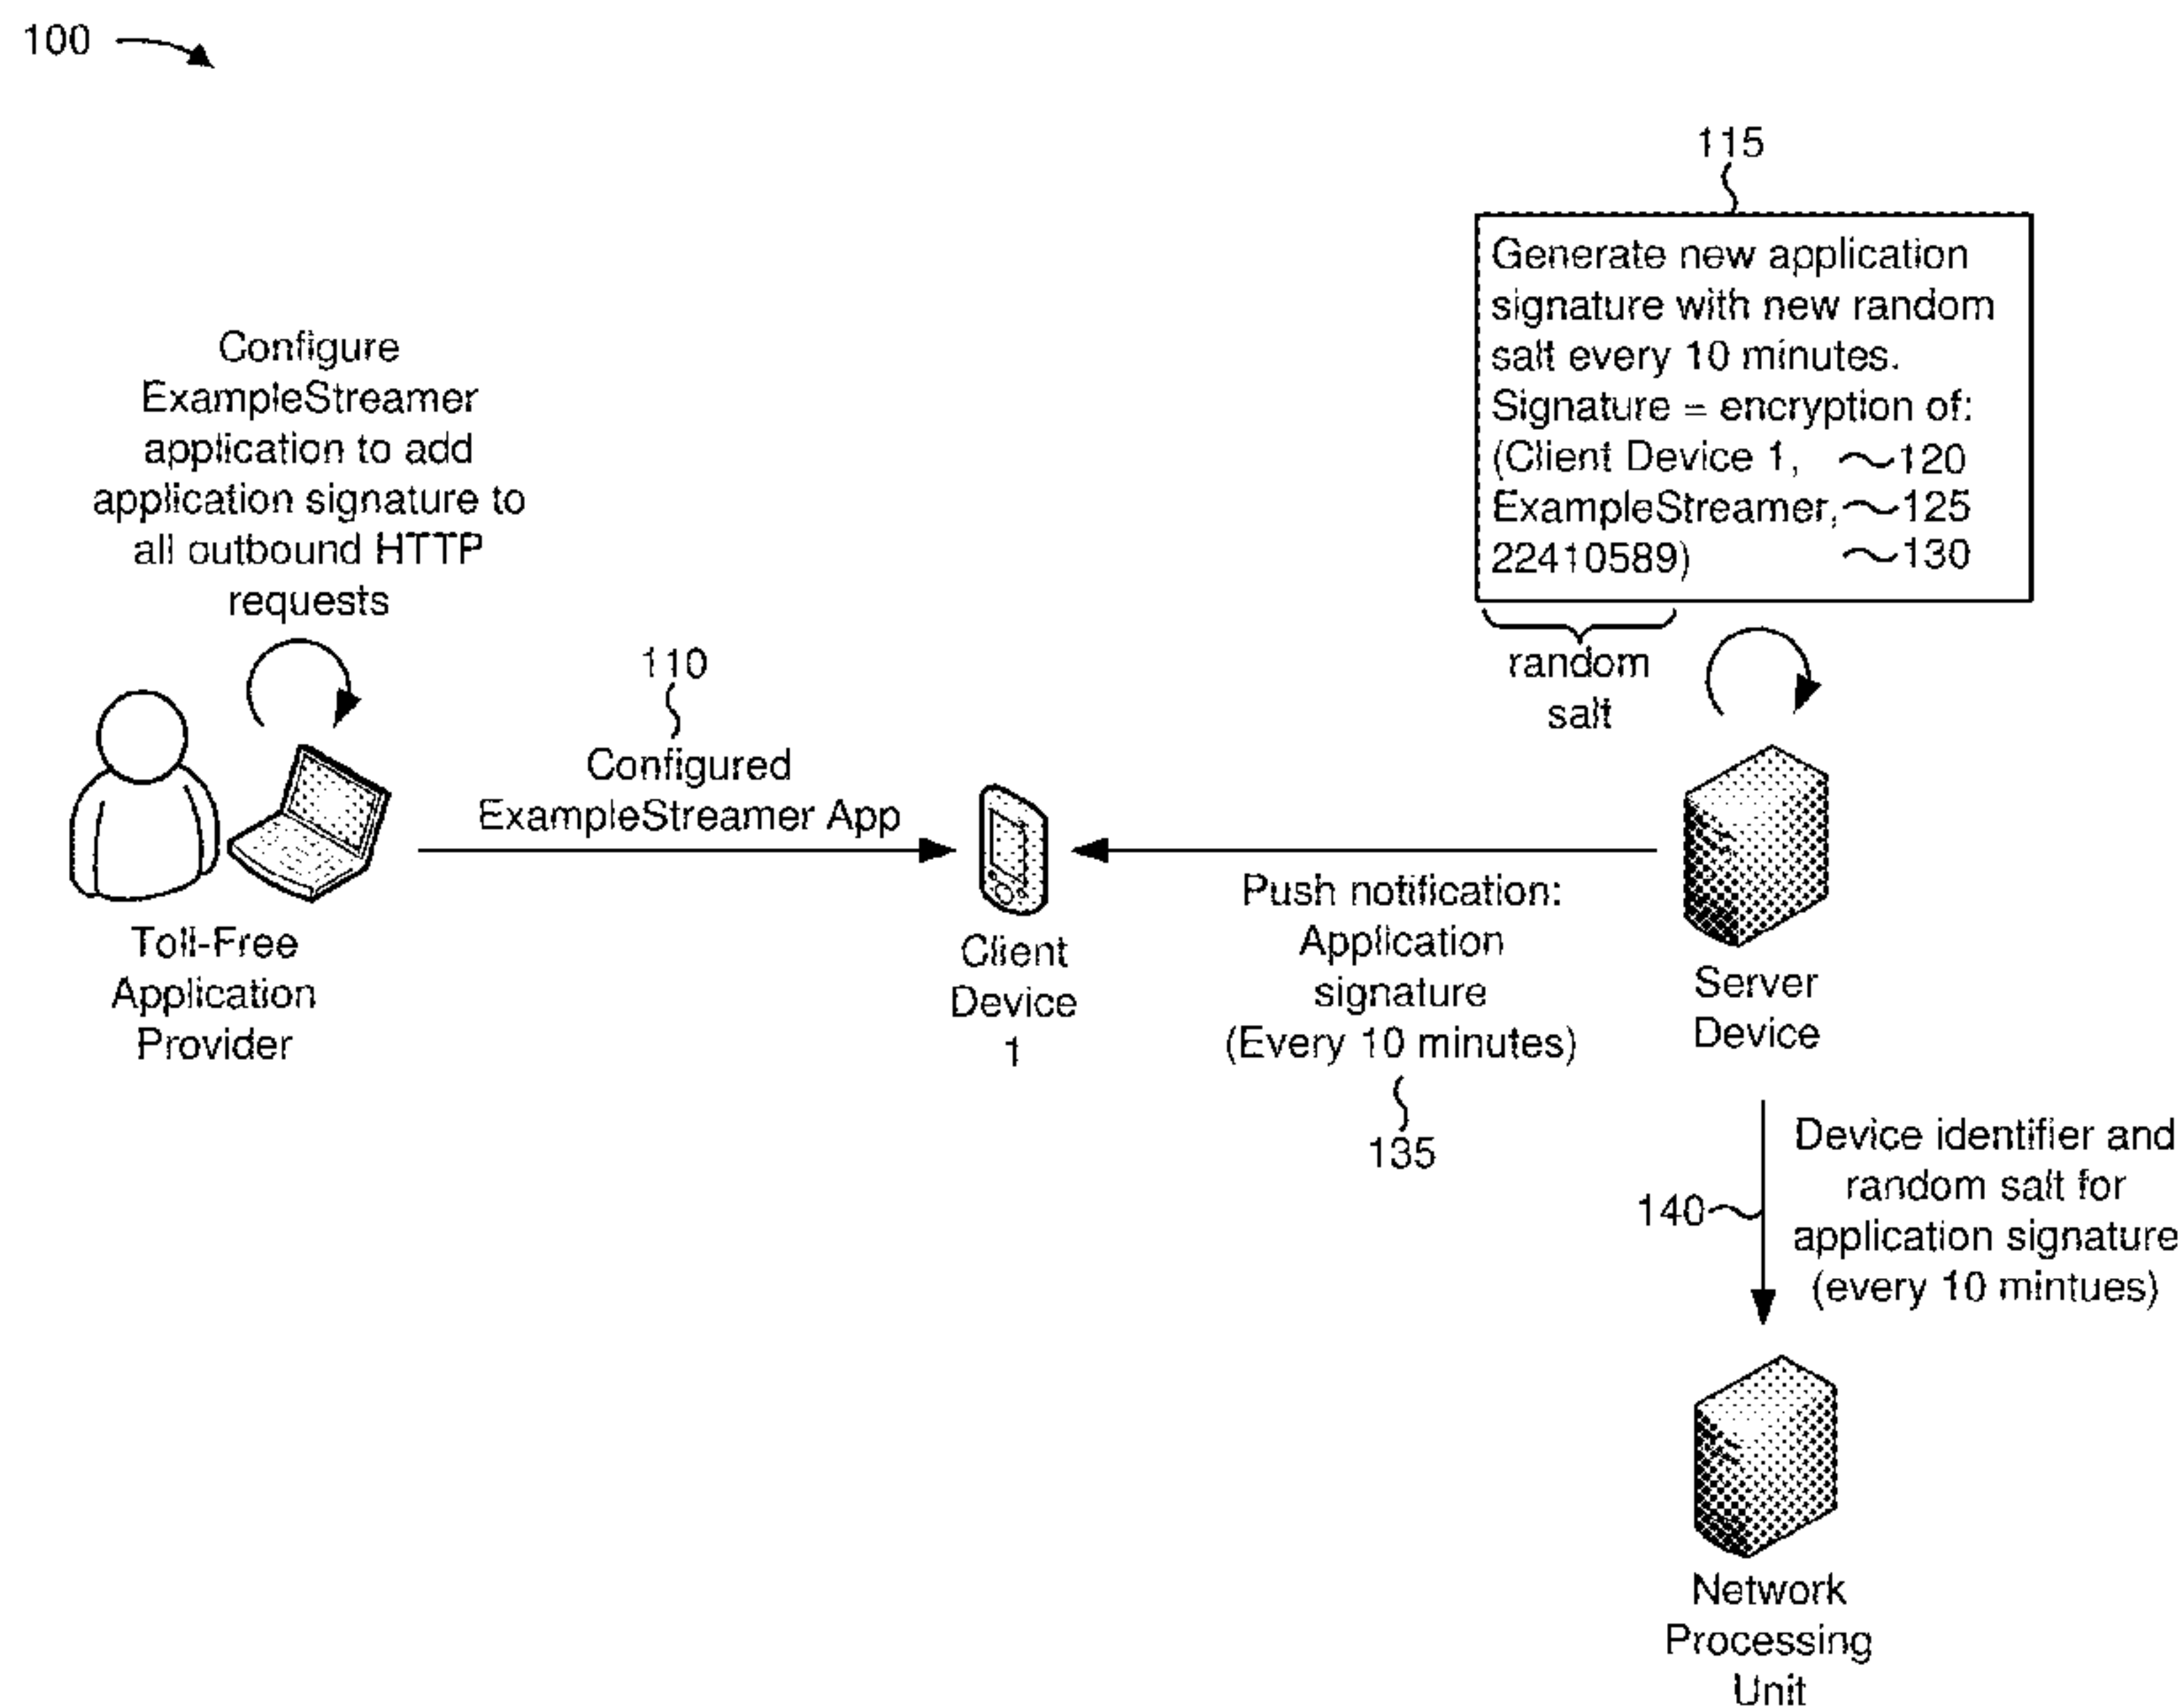 100
115
Generate new application
signature with new random
salt every 10 minutes.
Signature = encryption of:
(Client Device 1, 120
ExampleStreamer, 125
22410589) 130
random
salt
Configure
ExampleStreamer
application to add
application signature to
all outbound HTTP
requests
110
Configured
ExampleStreamer App
Toll-Free
Application
Provider
Client
Device
1
Push notification:
Application
signature
(Every 10 minutes)
135
Server
Device
140
Device identifier and
random salt for
application signature
(every 10 mintues)
Network
Processing
Unit